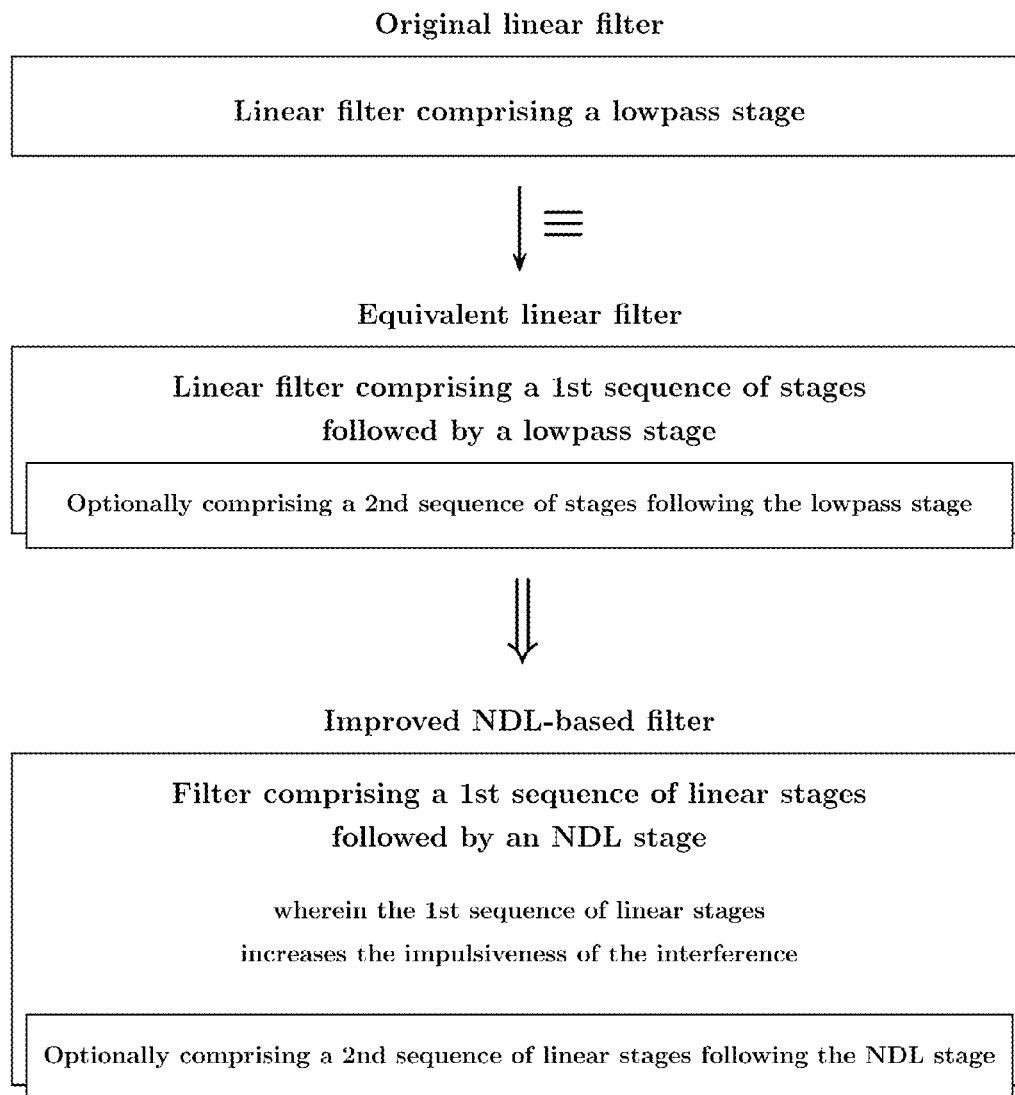 Original linear filter
Linear filter comprising a lowpass stage
≡
Equivalent linear filter
Linear filter comprising a 1st sequence of stages
followed by a lowpass stage
Optionally comprising a 2nd sequence of stages following the lowpass stage
Improved NDL-based filter
Filter comprising a 1st sequence of linear stages
followed by an NDL stage
wherein the 1st sequence of linear stages
increases the impulsiveness of the interference
Optionally comprising a 2nd sequence of linear stages following the NDL stage